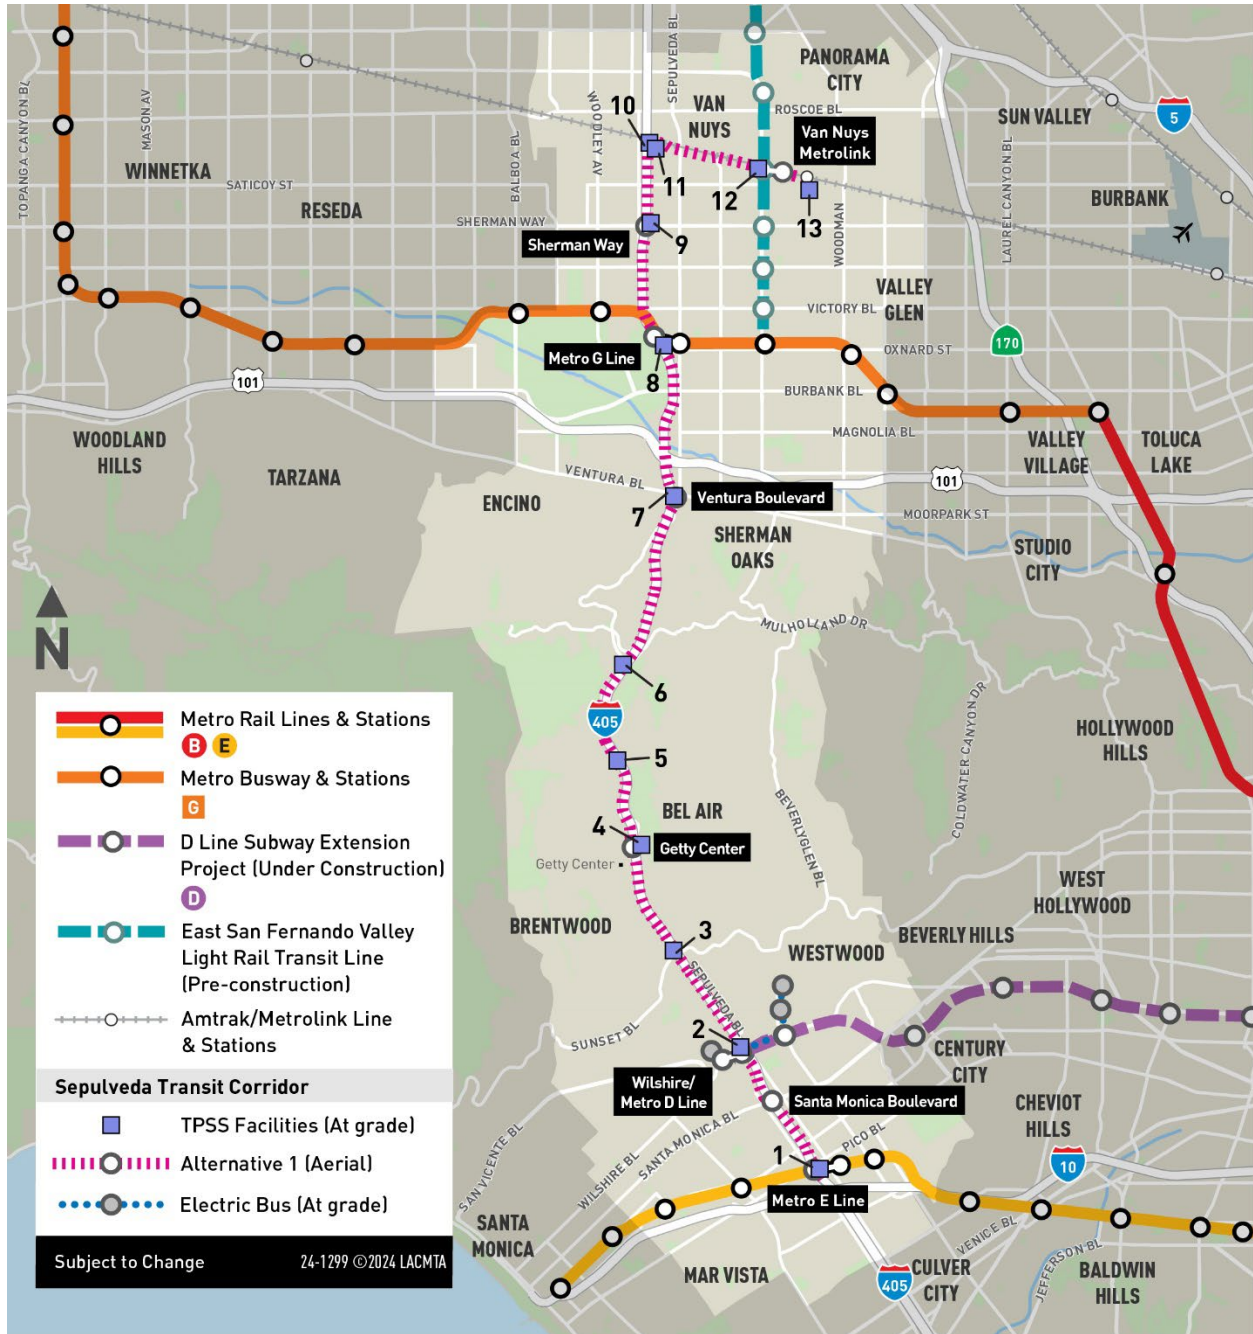 TOPANGA CANYON BL
MASON AV
WINNETKA
SATICOY ST
RESEDA
BALBOA BL
SHERMAN WAY
WOODLEY AV
SEPULVEDA BL
VAN
NUYS
PANORAMA
CITY
ROSCOE BL
Van Nuys
Metrolink
SUN VALLEY
5
LAUREL CANYON BL
BURBANK
10
11
12
13
WOODMAN
Sherman Way
9
VALLEY
GLEN
VICTORY BL
170
OXNARD ST
Metro G Line
8
BURBANK BL
101
MAGNOLIA BL
WOODLAND
HILLS
TARZANA
VENTURA BL
ENCINO
7
Ventura Boulevard
SHERMAN
OAKS
101
MOORPARK ST
VALLEY
VILLAGE
TOLUCA
LAKE
STUDIO
CITY
N
MULHOLLAND DR
6
405
5
COLDWATER CANYON DR
HOLLYWOOD
HILLS
BEL AIR
BEVERLYGLEN BL
4
Getty Center
Getty Center
WEST
HOLLYWOOD
BRENTWOOD
3
BEVERLY HILLS
WESTWOOD
SEPULVEDA BL
SUNSET BL
2
CENTURY
CITY
Wilshire/
Metro D Line
Santa Monica Boulevard
CHEVIOT
HILLS
SAN VICENTE BL
WILSHIRE BL
SANTA MONICA BL
PICO BL
1
10
Metro E Line
SANTA
MONICA
VENICE BL
JEFFERSON BL
MAR VISTA
405
CULVER
CITY
BALDWIN
HILLS
Metro Rail Lines & Stations
B E
Metro Busway & Stations
G
D Line Subway Extension
Project (Under Construction)
D
East San Fernando Valley
Light Rail Transit Line
(Pre-construction)
Amtrak/Metrolink Line
& Stations
Sepulveda Transit Corridor
TPSS Facilities (At grade)
Alternative 1 (Aerial)
Electric Bus (At grade)
Subject to Change
24-1299 ©2024 LACMTA